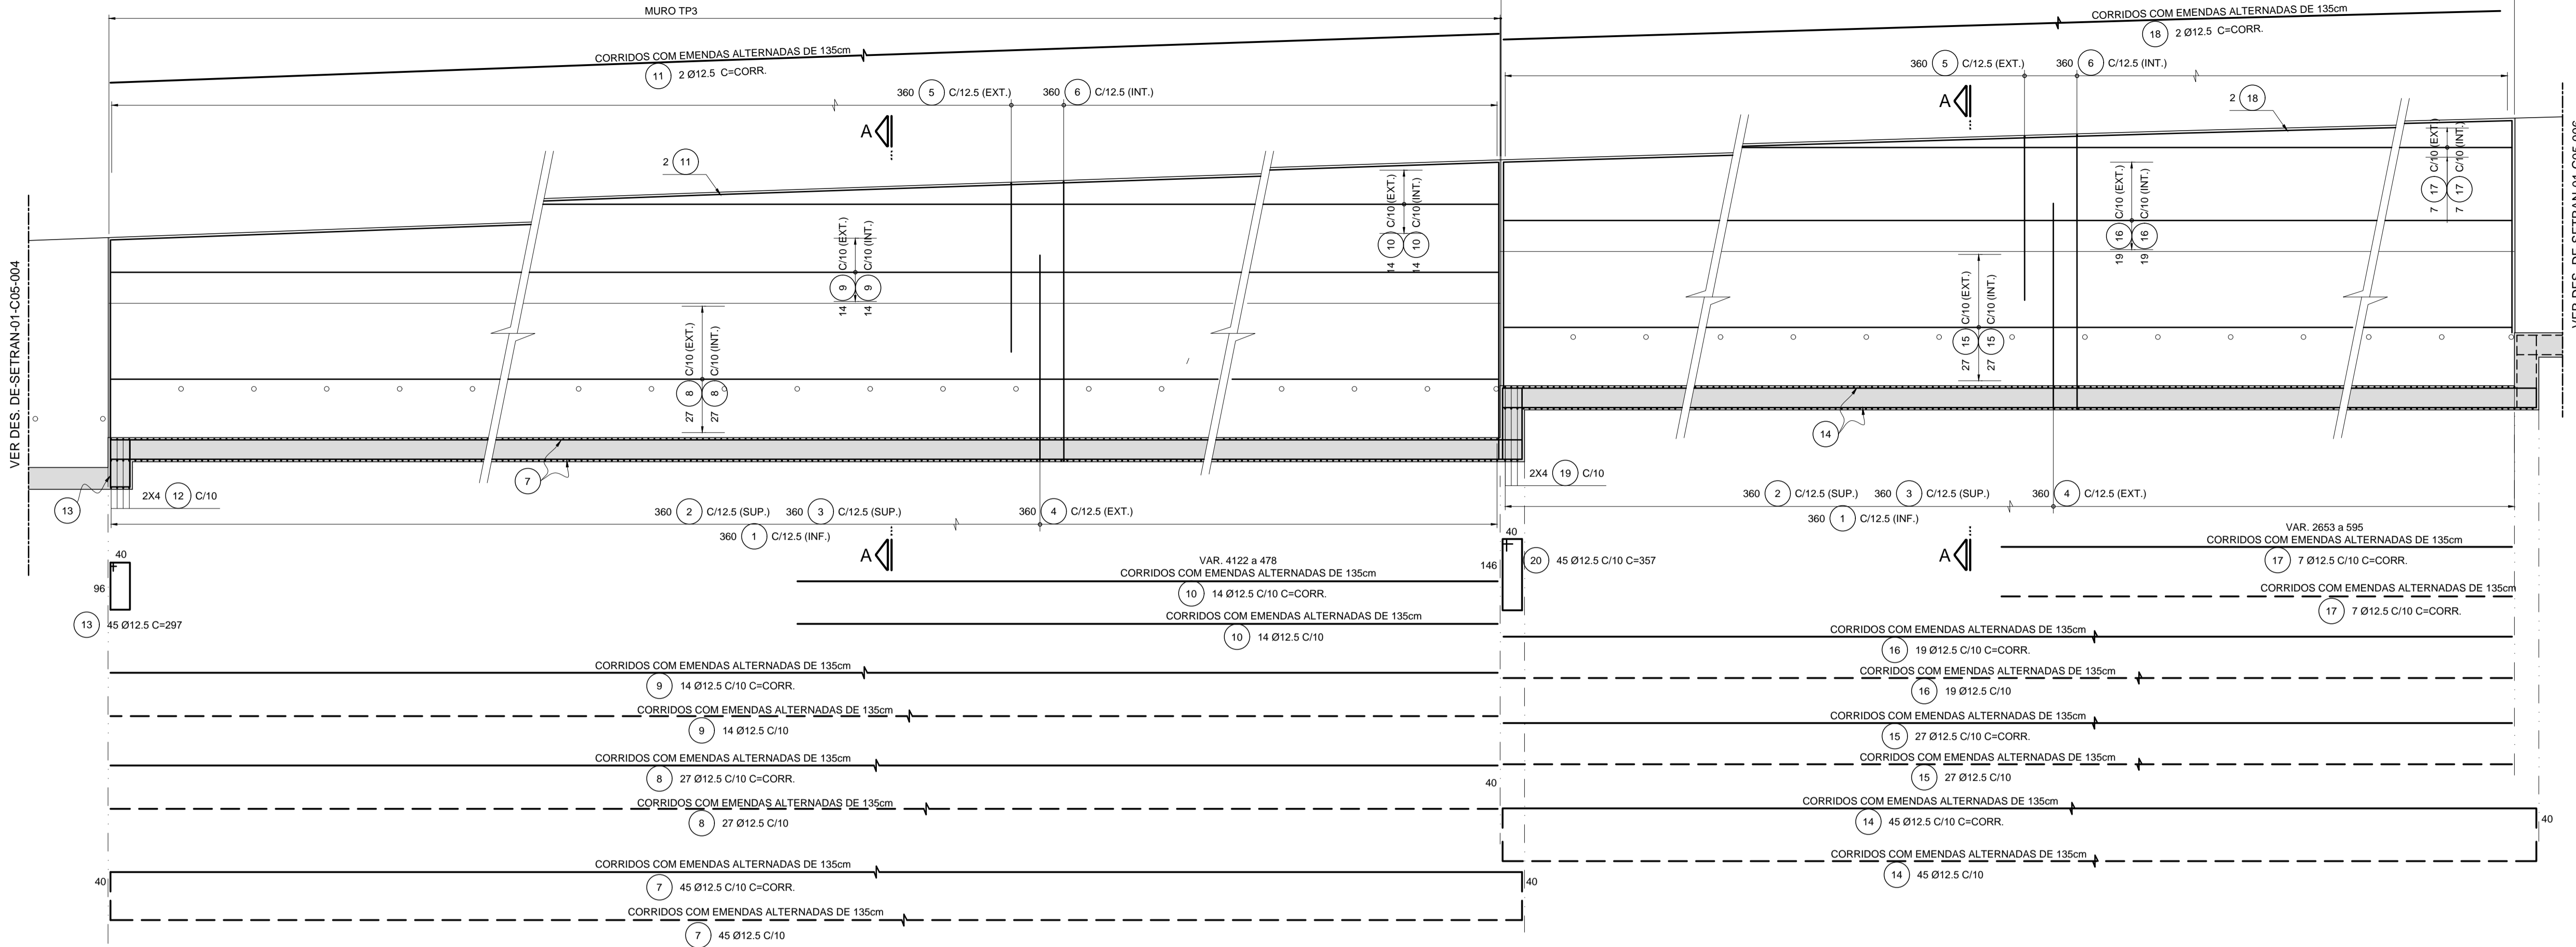 MURO TP3
CORRIDOS COM EMENDAS ALTERNADAS DE 135cm
11 2 Ø12.5 C=CORR.
CORRIDOS COM EMENDAS ALTERNADAS DE 135cm
18 2 Ø12.5 C=CORR.
360 5 C/12.5 (EXT.)
360 6 C/12.5 (INT.)
360 5 C/12.5 (EXT.)
360 6 C/12.5 (INT.)
A
A
2 11
2 18
14 9 C/10 (EXT.)
14 9 C/10 (INT.)
14 10 C/10 (EXT.)
14 10 C/10 (INT.)
19 16 C/10 (EXT.)
19 16 C/10 (INT.)
7 17 C/10 (EXT.)
7 17 C/10 (INT.)
27 8 C/10 (EXT.)
27 8 C/10 (INT.)
27 15 C/10 (EXT.)
27 15 C/10 (INT.)
VER DES. DE-SETRAN-01-C05-004
VER DES. DE-SETRAN-01-C05-006
7
14
13
2X4 12 C/10
2X4 19 C/10
360 2 C/12.5 (SUP.)
360 3 C/12.5 (SUP.)
360 4 C/12.5 (EXT.)
360 1 C/12.5 (INF.)
360 2 C/12.5 (SUP.)
360 3 C/12.5 (SUP.)
360 4 C/12.5 (EXT.)
360 1 C/12.5 (INF.)
A
A
40
96
13 45 Ø12.5 C=297
40
146
20 45 Ø12.5 C/10 C=357
VAR. 4122 a 478
CORRIDOS COM EMENDAS ALTERNADAS DE 135cm
10 14 Ø12.5 C/10 C=CORR.
CORRIDOS COM EMENDAS ALTERNADAS DE 135cm
10 14 Ø12.5 C/10
CORRIDOS COM EMENDAS ALTERNADAS DE 135cm
9 14 Ø12.5 C/10 C=CORR.
CORRIDOS COM EMENDAS ALTERNADAS DE 135cm
9 14 Ø12.5 C/10
CORRIDOS COM EMENDAS ALTERNADAS DE 135cm
8 27 Ø12.5 C/10 C=CORR.
CORRIDOS COM EMENDAS ALTERNADAS DE 135cm
8 27 Ø12.5 C/10
CORRIDOS COM EMENDAS ALTERNADAS DE 135cm
40
7 45 Ø12.5 C/10 C=CORR.
40
CORRIDOS COM EMENDAS ALTERNADAS DE 135cm
7 45 Ø12.5 C/10
VAR. 2653 a 595
CORRIDOS COM EMENDAS ALTERNADAS DE 135cm
17 7 Ø12.5 C/10 C=CORR.
CORRIDOS COM EMENDAS ALTERNADAS DE 135cm
17 7 Ø12.5 C/10 C=CORR.
CORRIDOS COM EMENDAS ALTERNADAS DE 135cm
16 19 Ø12.5 C/10 C=CORR.
CORRIDOS COM EMENDAS ALTERNADAS DE 135cm
16 19 Ø12.5 C/10
CORRIDOS COM EMENDAS ALTERNADAS DE 135cm
15 27 Ø12.5 C/10 C=CORR.
CORRIDOS COM EMENDAS ALTERNADAS DE 135cm
15 27 Ø12.5 C/10
40
CORRIDOS COM EMENDAS ALTERNADAS DE 135cm
14 45 Ø12.5 C/10 C=CORR.
40
CORRIDOS COM EMENDAS ALTERNADAS DE 135cm
14 45 Ø12.5 C/10